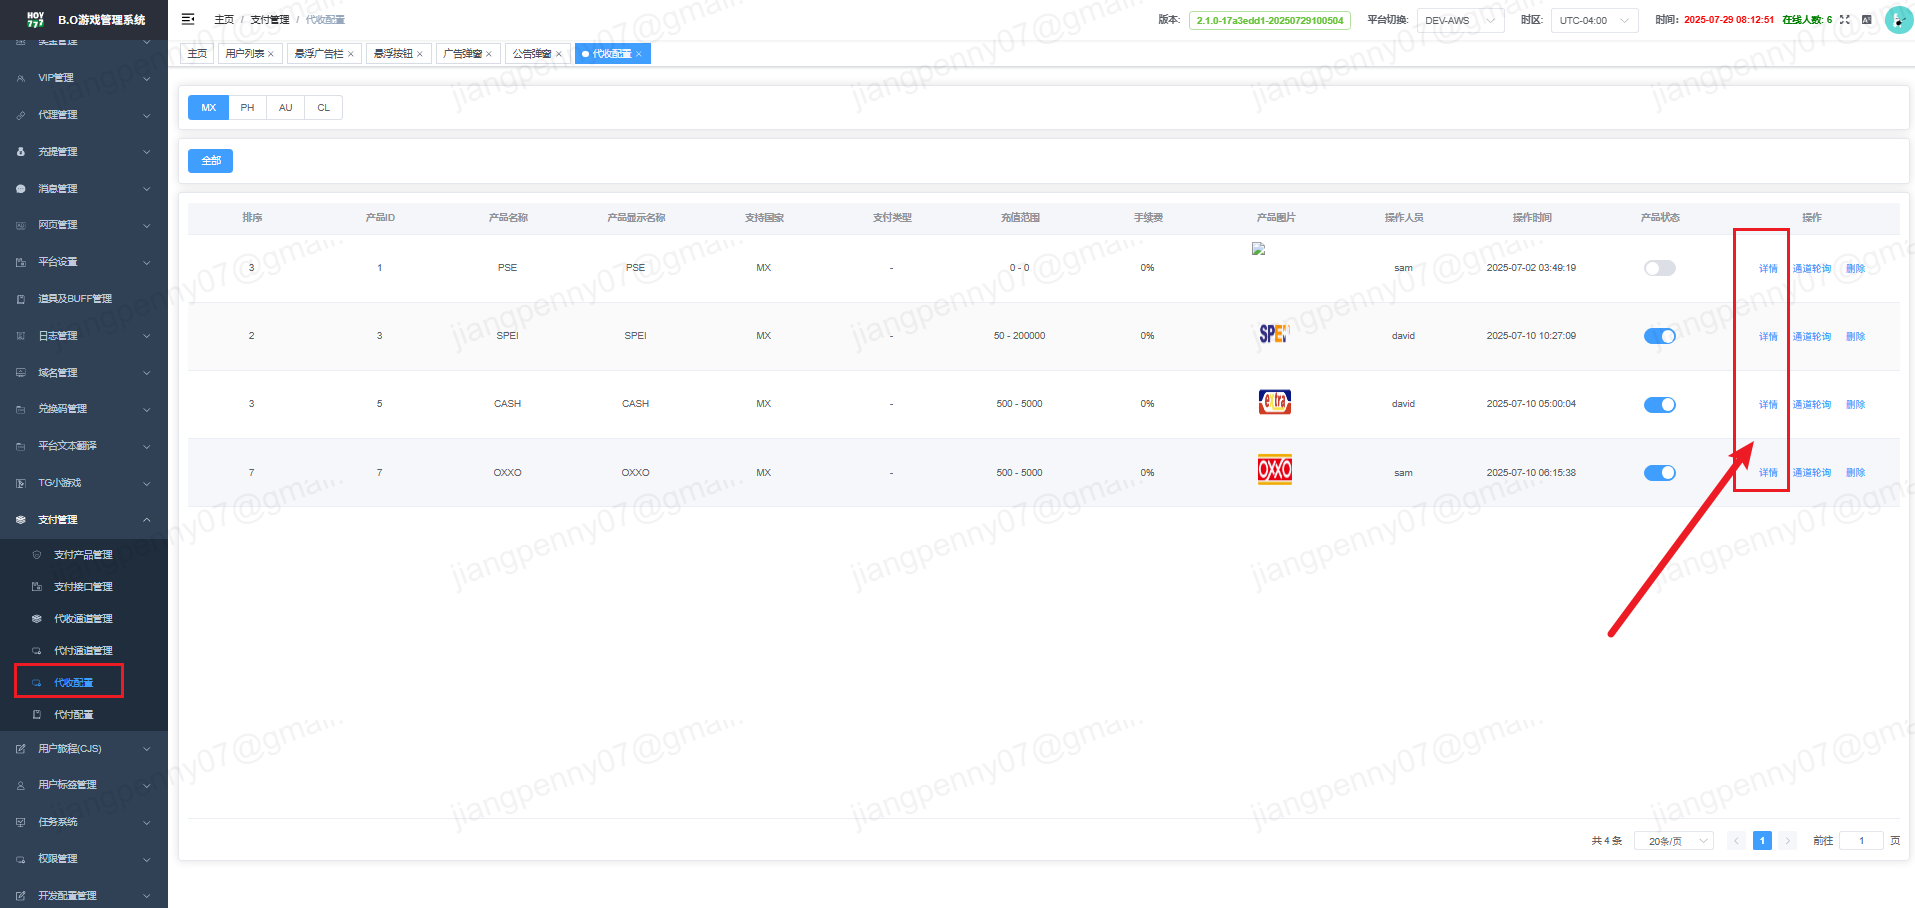 HOY
777
B.O游戏管理系统
主页 / 支付管理 / 代收配置
版本: 2.1.0-17a3edd1-20250729100504 平台切换: DEV-AWS 时区: UTC-04:00 时间: 2025-07-29 08:12:51 在线人数: 6
奖金管理
VIP管理
代理管理
充提管理
消息管理
网页管理
平台设置
道具及BUFF管理
日志管理
域名管理
兑换码管理
平台文本翻译
TG小游戏
支付管理
支付产品管理
支付接口管理
代收通道管理
代付通道管理
代收配置
代付配置
用户旅程(CJS)
用户标签管理
任务系统
权限管理
开发配置管理
主页 用户列表 × 悬浮广告栏 × 悬浮按钮 × 广告弹窗 × 公告弹窗 × 代收配置 ×
MX PH AU CL
全部
排序 产品ID 产品名称 产品显示名称 支持国家 支付类型 充值范围 手续费 产品图片 操作人员 操作时间 产品状态 操作
3 1 PSE PSE MX - 0 - 0 0% sam 2025-07-02 03:49:19 详情 通道轮询 删除
2 3 SPEI SPEI MX - 50 - 200000 0% SPEI david 2025-07-10 10:27:09 详情 通道轮询 删除
3 5 CASH CASH MX - 500 - 5000 0% extra david 2025-07-10 05:00:04 详情 通道轮询 删除
7 7 OXXO OXXO MX - 500 - 5000 0% OXXO sam 2025-07-10 06:15:38 详情 通道轮询 删除
共 4 条 20条/页 1 前往 1 页
jiangpenny07@gmail.